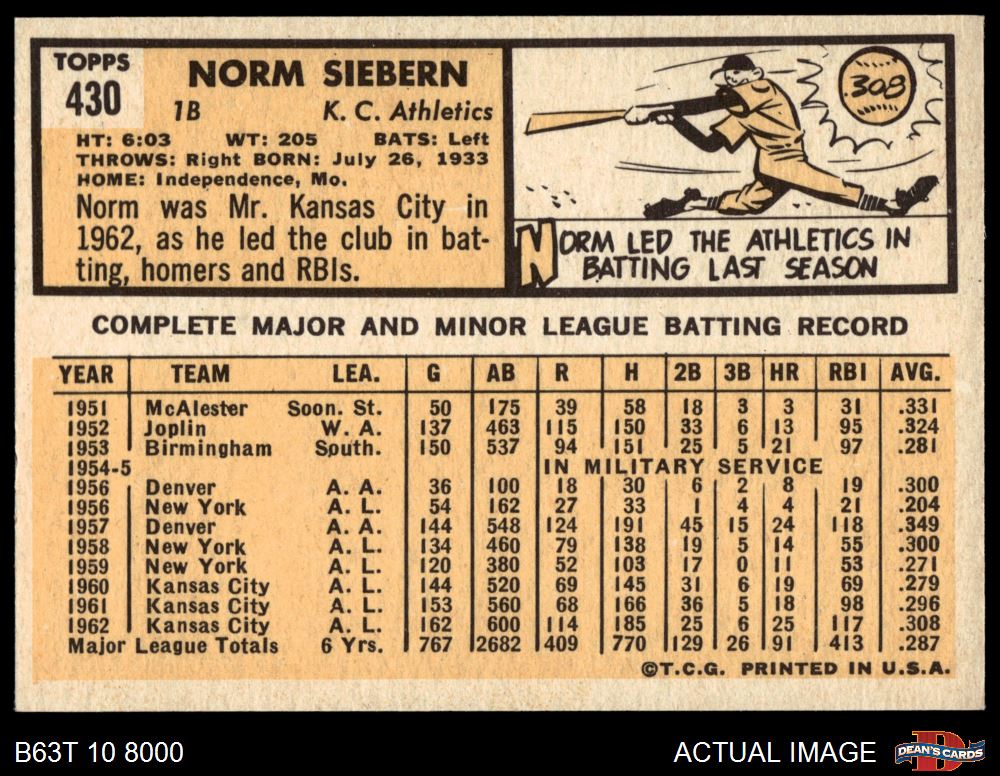 TOPPS
430
NORM SIEBERN
1B K. C. Athletics
HT: 6:03 WT: 205 BATS: Left
THROWS: Right BORN: July 26, 1933
HOME: Independence, Mo.
Norm was Mr. Kansas City in
1962, as he led the club in bat-
ting, homers and RBIs.
.308
NORM LED THE ATHLETICS IN
BATTING LAST SEASON
COMPLETE MAJOR AND MINOR LEAGUE BATTING RECORD
YEAR TEAM LEA. G AB R H 2B 3B HR RBI AVG.
1951 McAlester Soon. St. 50 175 39 58 18 3 3 31 .331
1952 Joplin W. A. 137 463 115 150 33 6 13 95 .324
1953 Birmingham South. 150 537 94 151 25 5 21 97 .281
1954-5 IN MILITARY SERVICE
1956 Denver A. A. 36 100 18 30 6 2 8 19 .300
1956 New York A. L. 54 162 27 33 1 4 4 21 .204
1957 Denver A. A. 144 548 124 191 45 15 24 118 .349
1958 New York A. L. 134 460 79 138 19 5 14 55 .300
1959 New York A. L. 120 380 52 103 17 0 11 53 .271
1960 Kansas City A. L. 144 520 69 145 31 6 19 69 .279
1961 Kansas City A. L. 153 560 68 166 36 5 18 98 .296
1962 Kansas City A. L. 162 600 114 185 25 6 25 117 .308
Major League Totals 6 Yrs. 767 2682 409 770 129 26 91 413 .287
©T.C.G. PRINTED IN U.S.A.
B63T 10 8000 ACTUAL IMAGE DEAN'S CARDS